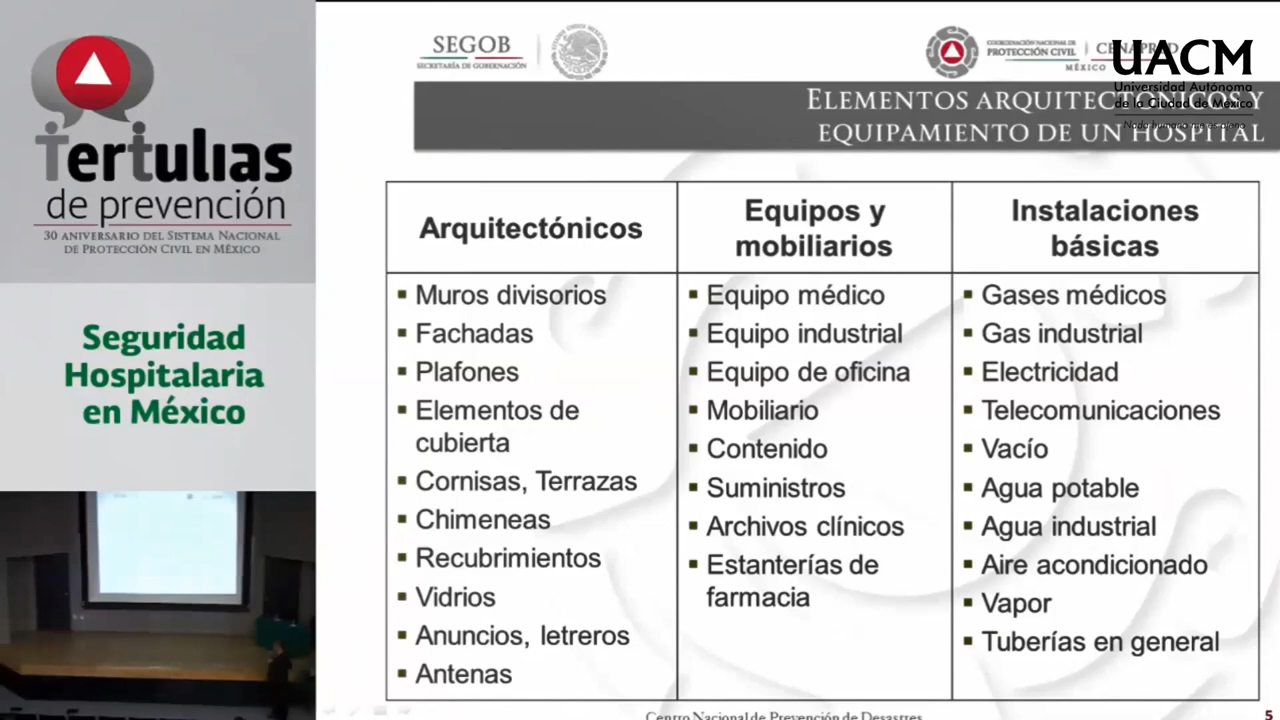 Tertulias
de prevención
30 ANIVERSARIO DEL SISTEMA NACIONAL
DE PROTECCIÓN CIVIL EN MÉXICO
Seguridad
Hospitalaria
en México
SEGOB
SECRETARÍA DE GOBERNACIÓN
COORDINACIÓN NACIONAL DE
PROTECCIÓN CIVIL
MÉXICO
CENAPRED
UACM
Universidad Autónoma
de la Ciudad de México
Nada humano me es ajeno
ELEMENTOS ARQUITECTÓNICOS Y
EQUIPAMIENTO DE UN HOSPITAL
Arquitectónicos
Muros divisorios
Fachadas
Plafones
Elementos de
cubierta
Cornisas, Terrazas
Chimeneas
Recubrimientos
Vidrios
Anuncios, letreros
Antenas
Equipos y
mobiliarios
Equipo médico
Equipo industrial
Equipo de oficina
Mobiliario
Contenido
Suministros
Archivos clínicos
Estanterías de
farmacia
Instalaciones
básicas
Gases médicos
Gas industrial
Electricidad
Telecomunicaciones
Vacío
Agua potable
Agua industrial
Aire acondicionado
Vapor
Tuberías en general
Centro Nacional de Prevención de Desastres
5